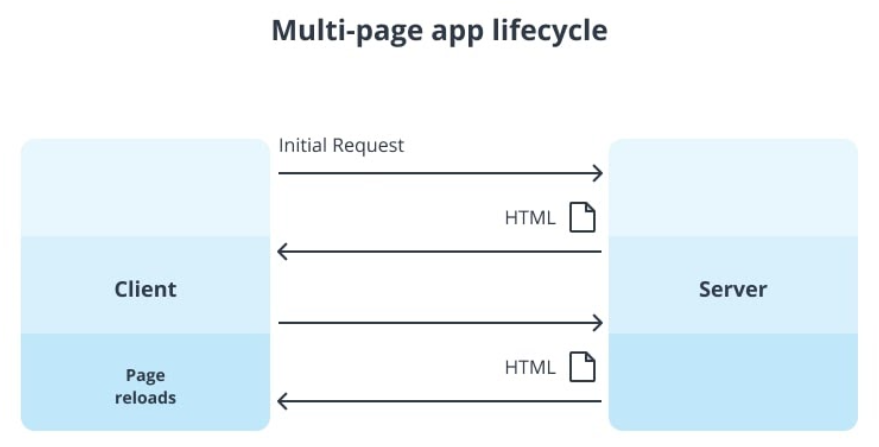 Multi-page app lifecycle
Initial Request
HTML
Client
Server
HTML
Page
reloads